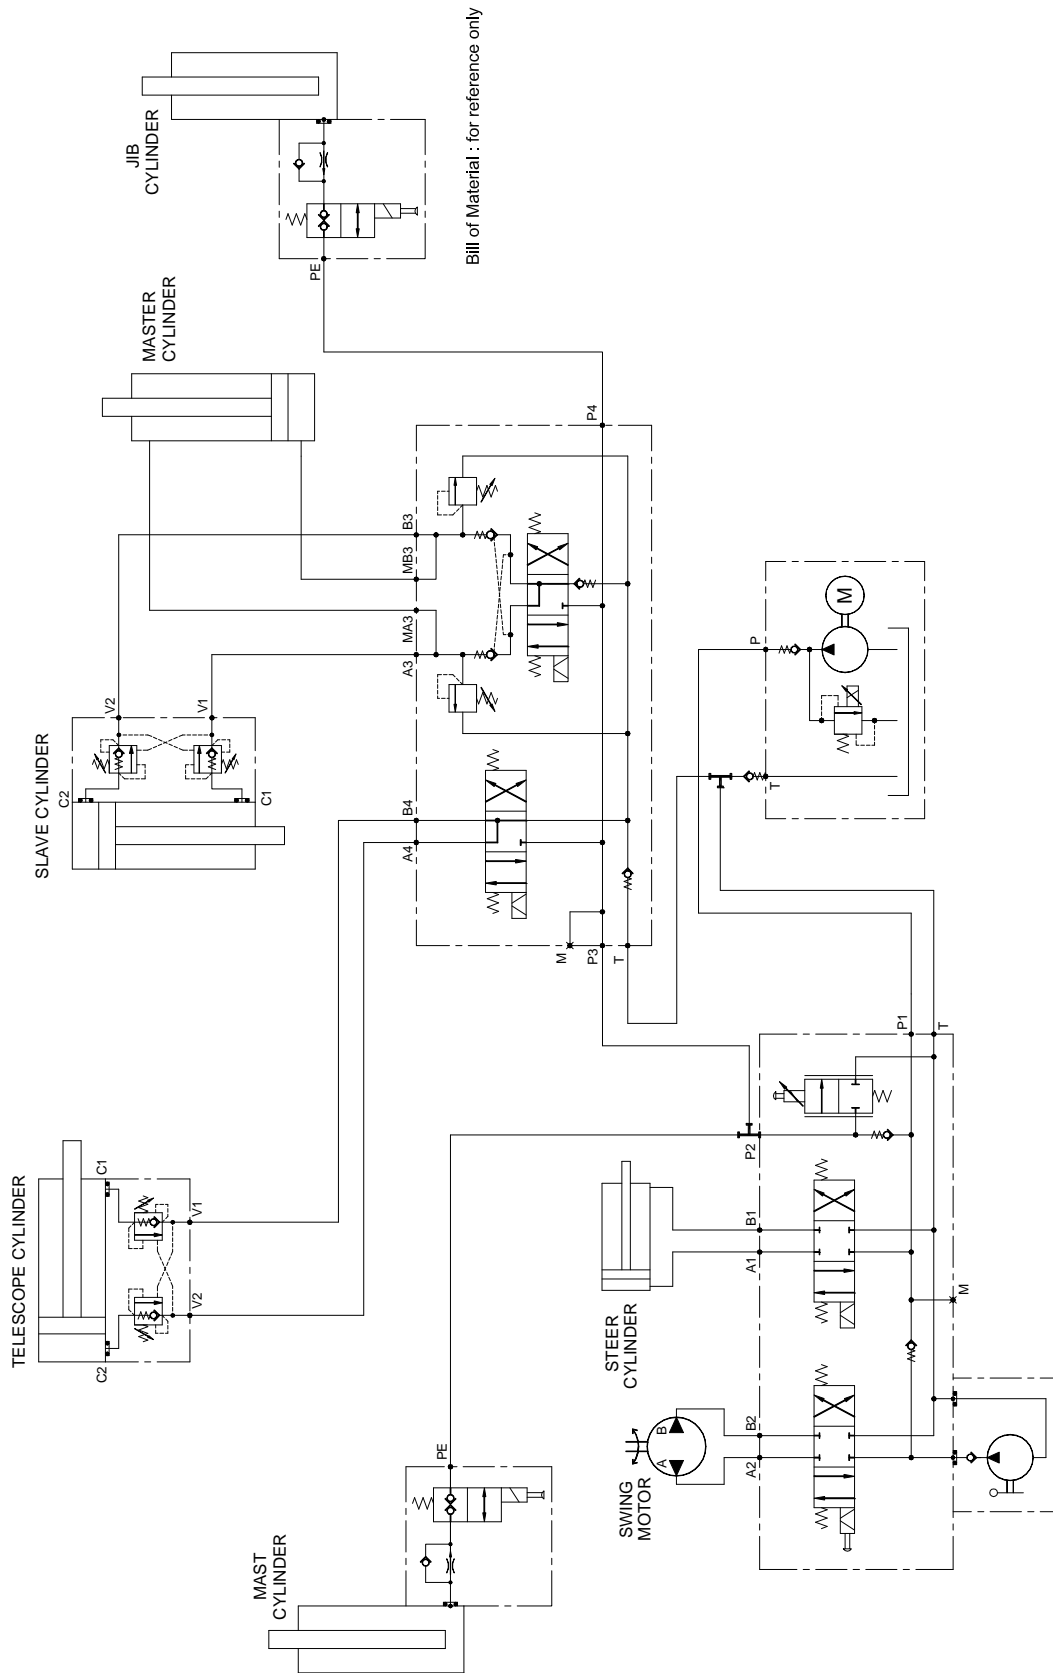 JIB
CYLINDER
PE
Bill of Material : for reference only
MASTER
CYLINDER
P4
B3
MB3
MA3
A3
V2
V1
C2
C1
SLAVE CYLINDER
B4
A4
M
P3
T
M
P
T
TELESCOPE CYLINDER
C1
V1
V2
C2
P1
T
P2
B1
A1
M
STEER
CYLINDER
B2
A2
B
A
SWING
MOTOR
PE
MAST
CYLINDER